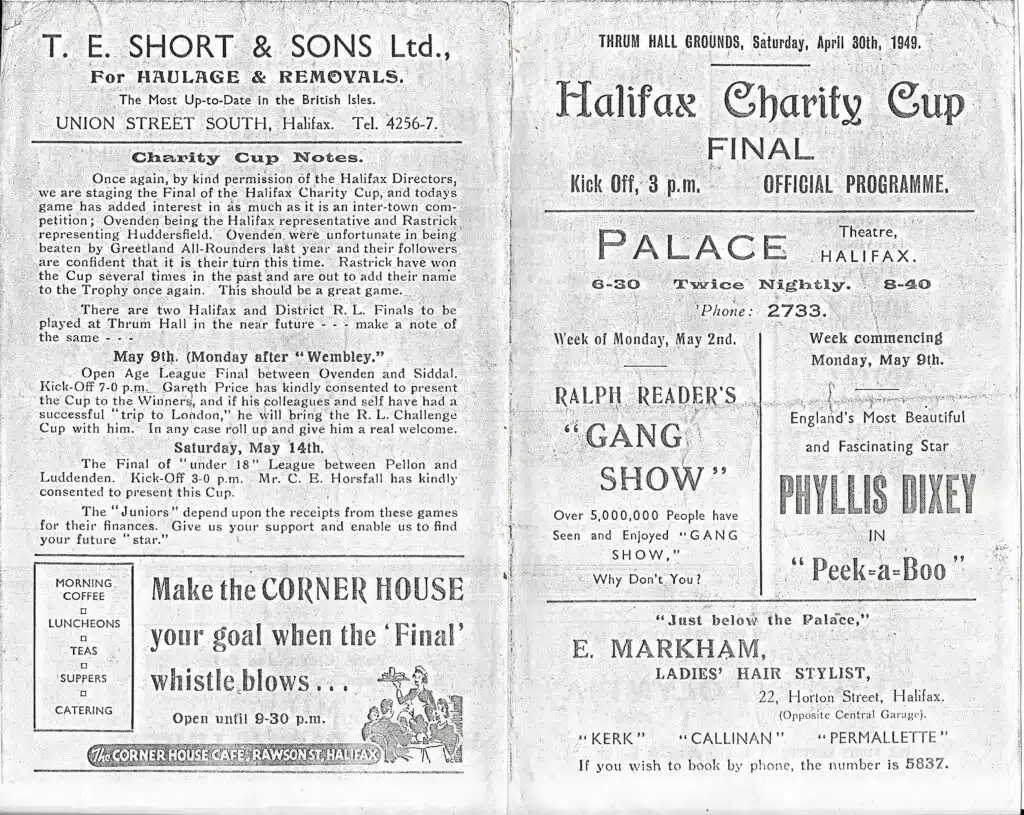 T. E. SHORT & SONS Ltd.,
For HAULAGE & REMOVALS.
The Most Up-to-Date in the British Isles.
UNION STREET SOUTH, Halifax. Tel. 4256-7.
Charity Cup Notes.
Once again, by kind permission of the Halifax Directors,
we are staging the Final of the Halifax Charity Cup, and todays
game has added interest in as much as it is an inter-town com-
petition; Ovenden being the Halifax representative and Rastrick
representing Huddersfield. Ovenden were unfortunate in being
beaten by Greetland All-Rounders last year and their followers
are confident that it is their turn this time. Rastrick have won
the Cup several times in the past and are out to add their name
to the Trophy once again. This should be a great game.
There are two Halifax and District R. L. Finals to be
played at Thrum Hall in the near future - - - make a note of
the same - - -
May 9th. (Monday after "Wembley."
Open Age League Final between Ovenden and Siddal.
Kick-Off 7-0 p.m. Gareth Price has kindly consented to present
the Cup to the Winners, and if his colleagues and self have had a
successful "trip to London," he will bring the R. L. Challenge
Cup with him. In any case roll up and give him a real welcome.
Saturday, May 14th.
The Final of "under 18" League between Pellon and
Luddenden. Kick-Off 3-0 p.m. Mr. C. E. Horsfall has kindly
consented to present this Cup.
The "Juniors" depend upon the receipts from these games
for their finances. Give us your support and enable us to find
your future "star."
MORNING
COFFEE
LUNCHEONS
TEAS
SUPPERS
CATERING
Make the CORNER HOUSE
your goal when the 'Final'
whistle blows...
Open until 9-30 p.m.
The CORNER HOUSE CAFE, RAWSON ST, HALIFAX
THRUM HALL GROUNDS, Saturday, April 30th, 1949.
Halifax Charity Cup
FINAL
Kick Off, 3 p.m. OFFICIAL PROGRAMME.
PALACE Theatre,
HALIFAX.
6-30 Twice Nightly. 8-40
'Phone: 2733.
Week of Monday, May 2nd.
RALPH READER'S
"GANG
SHOW"
Over 5,000,000 People have
Seen and Enjoyed "GANG
SHOW,"
Why Don't You?
Week commencing
Monday, May 9th.
England's Most Beautiful
and Fascinating Star
PHYLLIS DIXEY
IN
"Peek=a=Boo"
"Just below the Palace,"
E. MARKHAM,
LADIES' HAIR STYLIST,
22, Horton Street, Halifax.
(Opposite Central Garage).
"KERK" "CALLINAN" "PERMALLETTE"
If you wish to book by phone, the number is 5837.